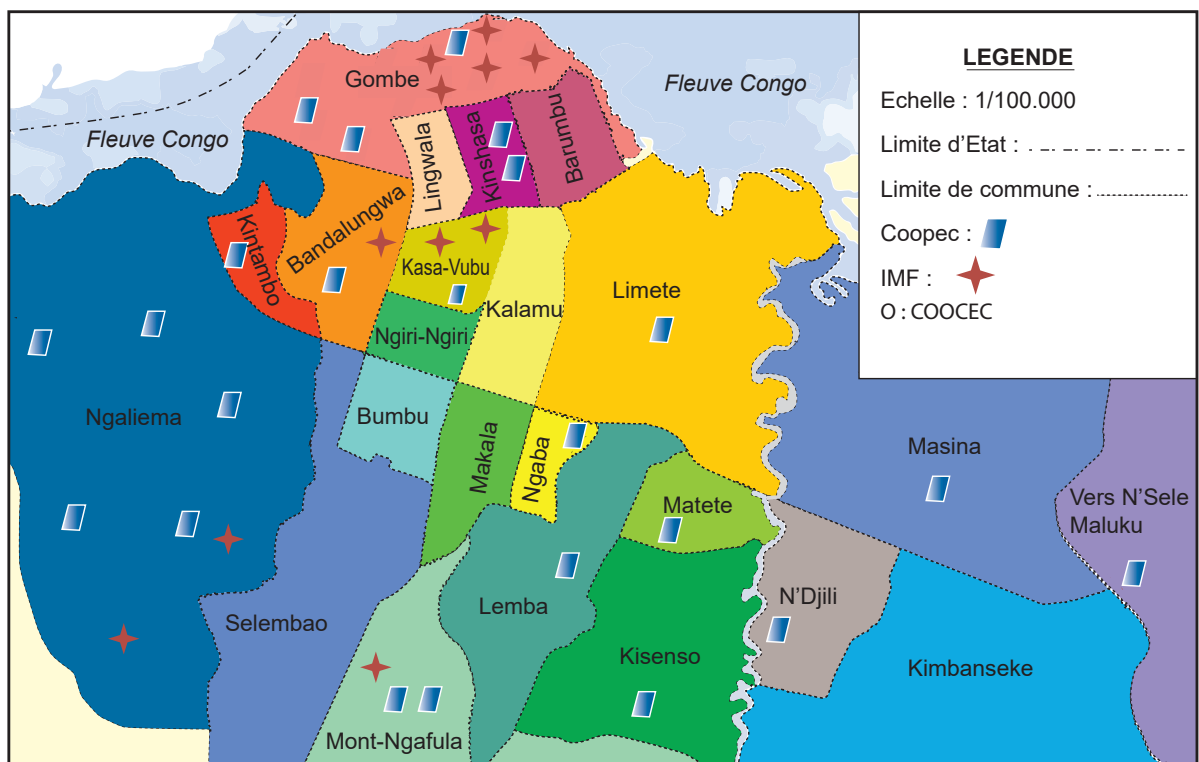 LEGENDE
Echelle : 1/100.000
Limite d'Etat :
Limite de commune :
Coopec :
IMF :
O : COOCEC
Fleuve Congo
Fleuve Congo
Gombe
Lingwala
Kinshasa
Barumbu
Kintambo
Bandalungwa
Kasa-Vubu
Kalamu
Limete
Ngiri-Ngiri
Ngaliema
Bumbu
Makala
Ngaba
Masina
Matete
Vers N'Sele
Maluku
Selembao
Lemba
N'Djili
Kisenso
Kimbanseke
Mont-Ngafula